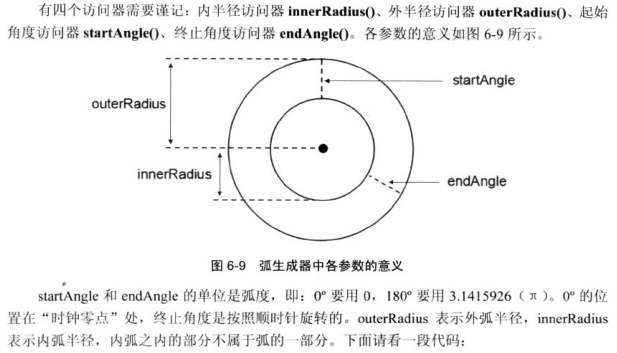 有四个访问器需要谨记：内半径访问器 innerRadius()、外半径访问器 outerRadius()、起始
角度访问器 startAngle()、终止角度访问器 endAngle()。各参数的意义如图 6-9 所示。
startAngle
outerRadius
innerRadius
endAngle
图 6-9 弧生成器中各参数的意义
startAngle 和 endAngle 的单位是弧度，即：0° 要用 0，180° 要用 3.1415926（π）。0° 的位
置在“时钟零点”处，终止角度是按照顺时针旋转的。outerRadius 表示外弧半径，innerRadius
表示内弧半径，内弧之内的部分不属于弧的一部分。下面请看一段代码：